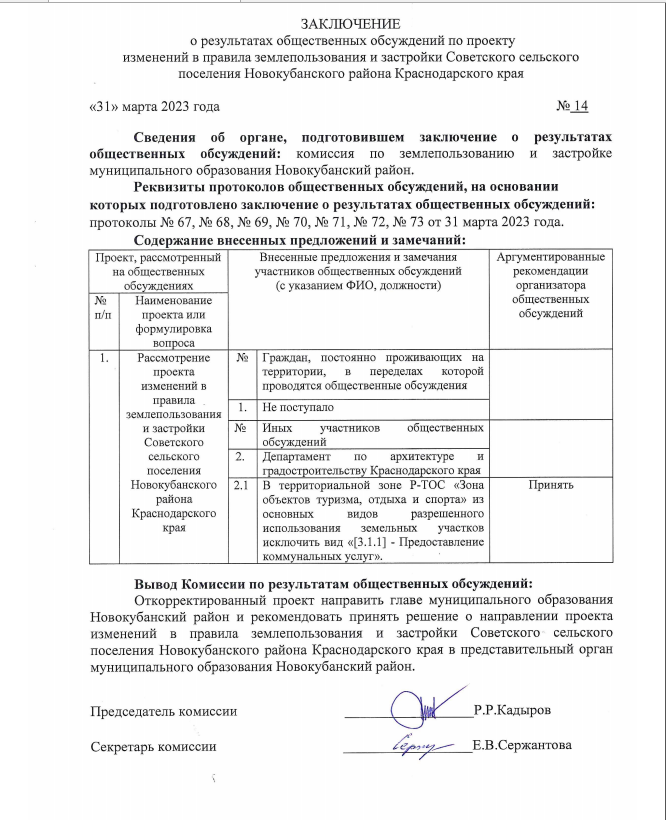 ЗАКЛЮЧЕНИЕ
о результатах общественных обсуждений по проекту
изменений в правила землепользования и застройки Советского сельского
поселения Новокубанского района Краснодарского края
«31» марта 2023 года № 14
Сведения об органе, подготовившем заключение о результатах
общественных обсуждений: комиссия по землепользованию и застройке
муниципального образования Новокубанский район.
Реквизиты протоколов общественных обсуждений, на основании
которых подготовлено заключение о результатах общественных обсуждений:
протоколы № 67, № 68, № 69, № 70, № 71, № 72, № 73 от 31 марта 2023 года.
Содержание внесенных предложений и замечаний:
Проект, рассмотренный
на общественных
обсуждениях
№
п/п
Наименование
проекта или
формулировка
вопроса
Внесенные предложения и замечания
участников общественных обсуждений
(с указанием ФИО, должности)
Аргументированные
рекомендации
организатора
общественных
обсуждений
1.
Рассмотрение
проекта
изменений в
правила
землепользования
и застройки
Советского
сельского
поселения
Новокубанского
района
Краснодарского
края
№ Граждан, постоянно проживающих на
территории, в пределах которой
проводятся общественные обсуждения
1. Не поступало
№ Иных участников общественных
обсуждений
2. Департамент по архитектуре и
градостроительству Краснодарского края
2.1 В территориальной зоне Р-ТОС «Зона
объектов туризма, отдыха и спорта» из
основных видов разрешенного
использования земельных участков
исключить вид «[3.1.1] - Предоставление
коммунальных услуг».
Принять
Вывод Комиссии по результатам общественных обсуждений:
Откорректированный проект направить главе муниципального образования
Новокубанский район и рекомендовать принять решение о направлении проекта
изменений в правила землепользования и застройки Советского сельского
поселения Новокубанского района Краснодарского края в представительный орган
муниципального образования Новокубанский район.
Председатель комиссии Р.Р.Кадыров
Секретарь комиссии Е.В.Сержантова